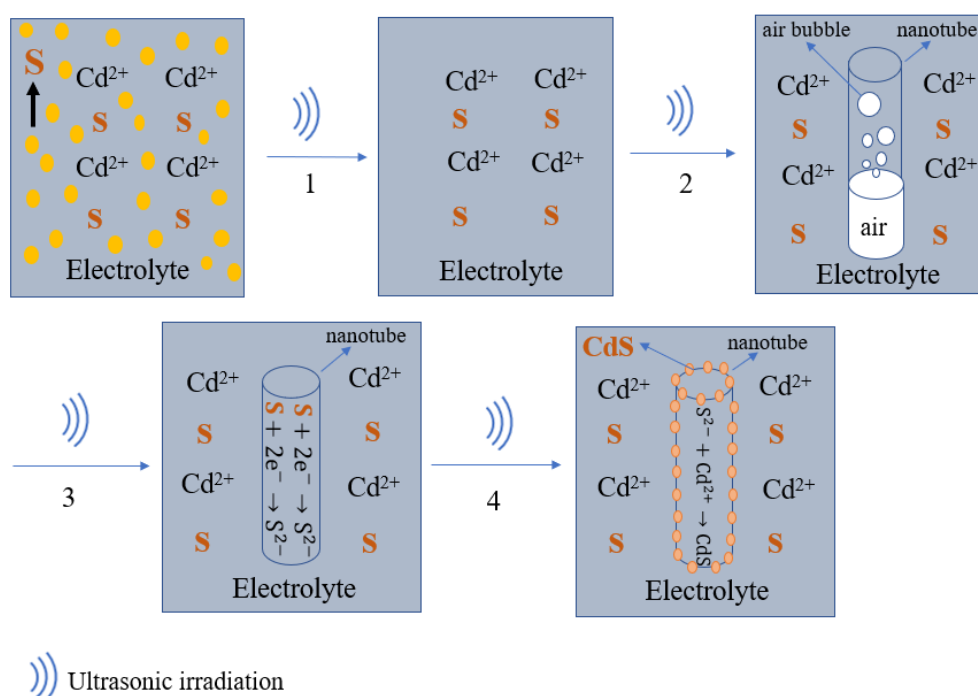 S
Cd²⁺ Cd²⁺
S S
Cd²⁺ Cd²⁺
S S
Electrolyte
1
Cd²⁺ Cd²⁺
S S
Cd²⁺ Cd²⁺
S S
Electrolyte
2
air bubble nanotube
Cd²⁺ Cd²⁺
S S
Cd²⁺ Cd²⁺
S S
air
Electrolyte
3
nanotube
Cd²⁺ Cd²⁺
S S
Cd²⁺ Cd²⁺
S S
S + 2e⁻ → S²⁻
S + 2e⁻ → S²⁻
Electrolyte
4
CdS nanotube
Cd²⁺ Cd²⁺
S S
Cd²⁺ Cd²⁺
S S
S²⁻ + Cd²⁺ → CdS
Electrolyte
Ultrasonic irradiation